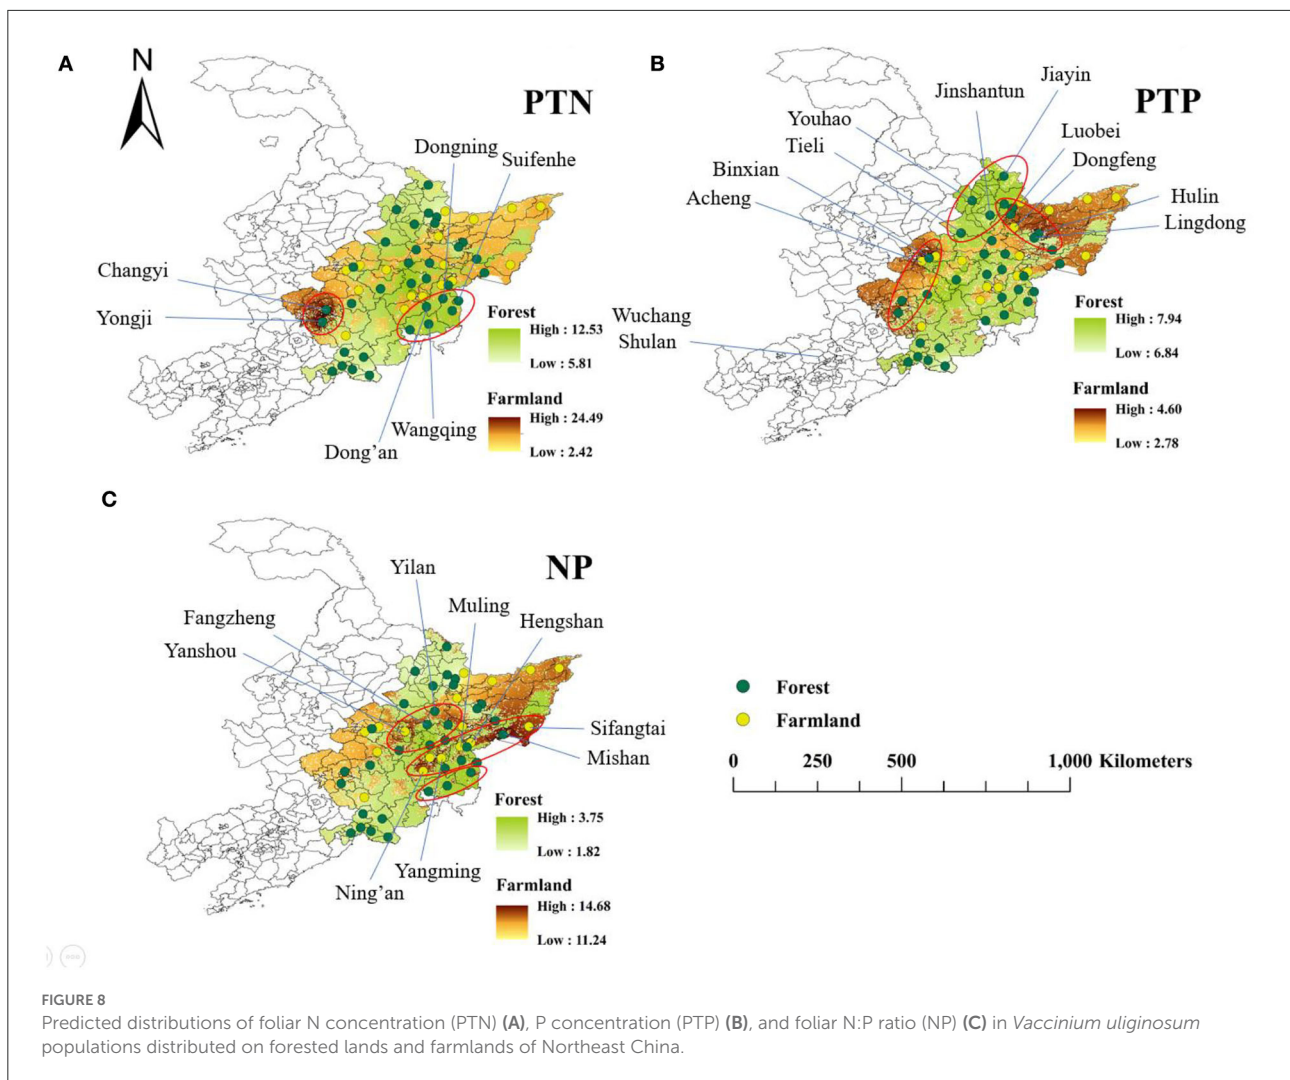 A
N
PTN
Dongning
Suifenhe
Changyi
Yongji
Forest
High : 12.53
Low : 5.81
Farmland
High : 24.49
Low : 2.42
Wangqing
Dong’an
B
Jiayin
Jinshantun
PTP
Youhao
Luobei
Tieli
Dongfeng
Binxian
Hulin
Acheng
Lingdong
Wuchang
Shulan
Forest
High : 7.94
Low : 6.84
Farmland
High : 4.60
Low : 2.78
C
NP
Yilan
Muling
Fangzheng
Hengshan
Yanshou
Sifangtai
Mishan
Forest
High : 3.75
Low : 1.82
Yangming
Ning’an
Farmland
High : 14.68
Low : 11.24
Forest
Farmland
0 250 500 1,000 Kilometers
FIGURE 8
Predicted distributions of foliar N concentration (PTN) (A), P concentration (PTP) (B), and foliar N:P ratio (NP) (C) in Vaccinium uliginosum
populations distributed on forested lands and farmlands of Northeast China.